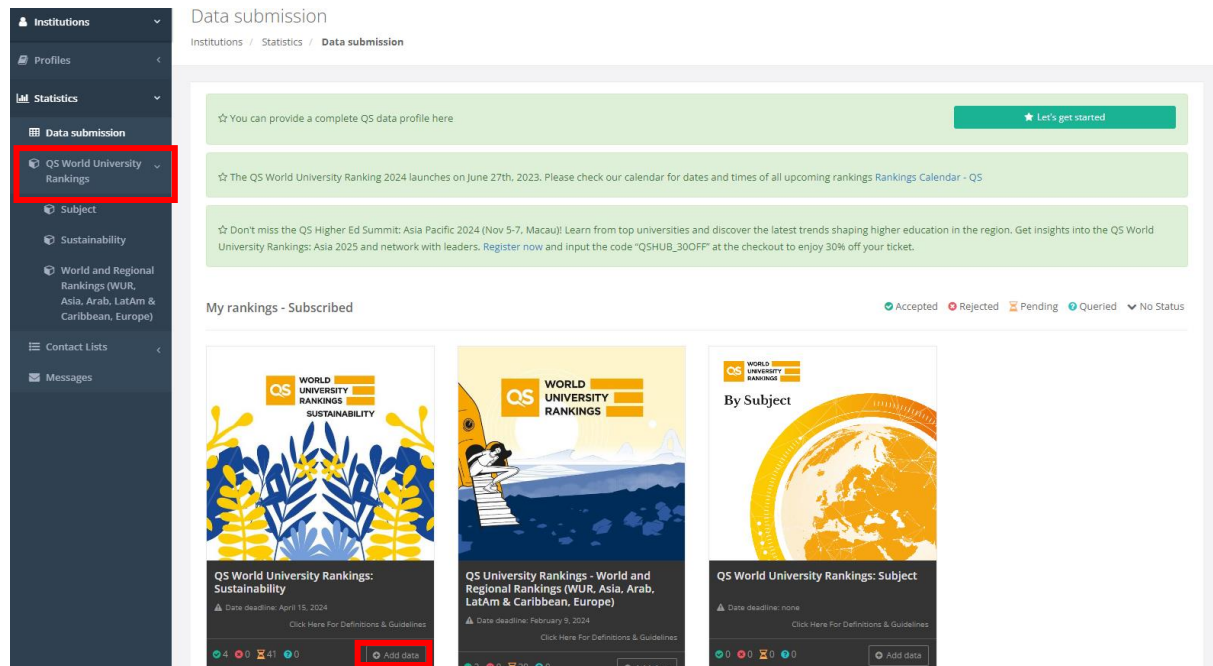 Institutions
Data submission
Institutions / Statistics / Data submission
Profiles
Statistics
Data submission
QS World University
Rankings
Subject
Sustainability
World and Regional
Rankings (WUR,
Asia, Arab, LatAm &
Caribbean, Europe)
Contact Lists
Messages
You can provide a complete QS data profile here
Let's get started
The QS World University Ranking 2024 launches on June 27th, 2023. Please check our calendar for dates and times of all upcoming rankings Rankings Calendar - QS
Don't miss the QS Higher Ed Summit: Asia Pacific 2024 (Nov 5-7, Macau)! Learn from top universities and discover the latest trends shaping higher education in the region. Get insights into the QS World
University Rankings: Asia 2025 and network with leaders. Register now and input the code "QSHUB_30OFF" at the checkout to enjoy 30% off your ticket.
My rankings - Subscribed
Accepted Rejected Pending Queried No Status
QS WORLD
UNIVERSITY
RANKINGS
SUSTAINABILITY
QS World University Rankings:
Sustainability
Date deadline: April 15, 2024
Click Here For Definitions & Guidelines
4 0 41 0 Add data
QS WORLD
UNIVERSITY
RANKINGS
QS University Rankings - World and
Regional Rankings (WUR, Asia, Arab,
LatAm & Caribbean, Europe)
Date deadline: February 9, 2024
Click Here For Definitions & Guidelines
QS WORLD
UNIVERSITY
RANKINGS
By Subject
QS World University Rankings: Subject
Date deadline: none
Click Here For Definitions & Guidelines
0 0 0 0 Add data